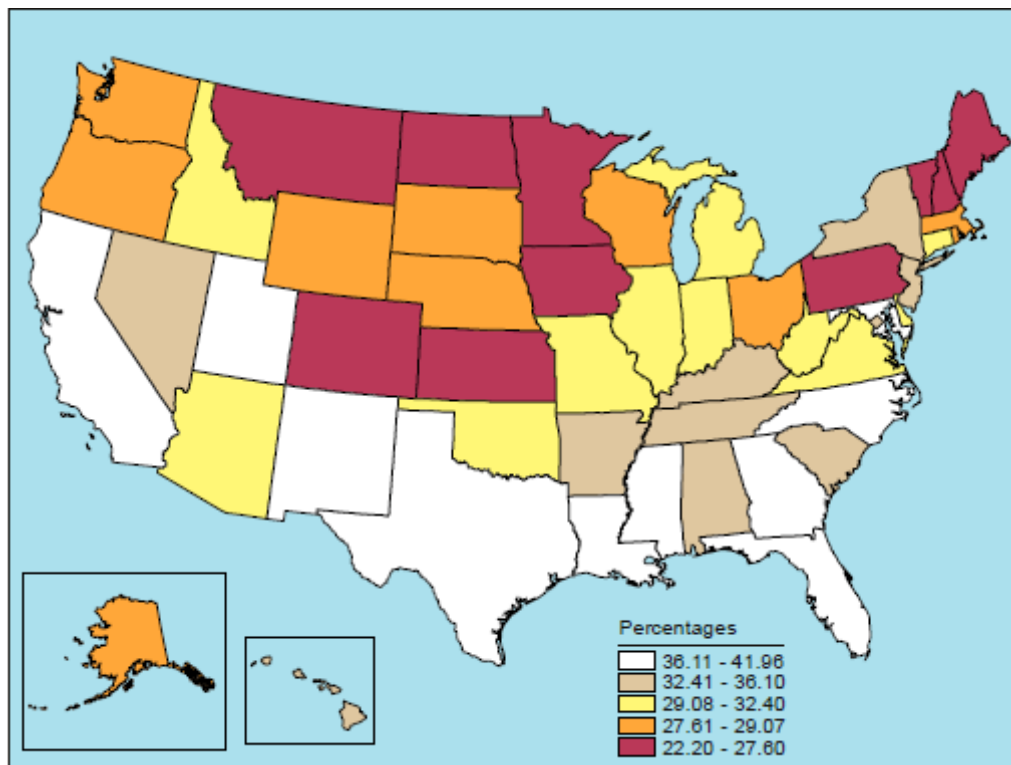 Percentages
36.11 - 41.96
32.41 - 36.10
29.08 - 32.40
27.61 - 29.07
22.20 - 27.60